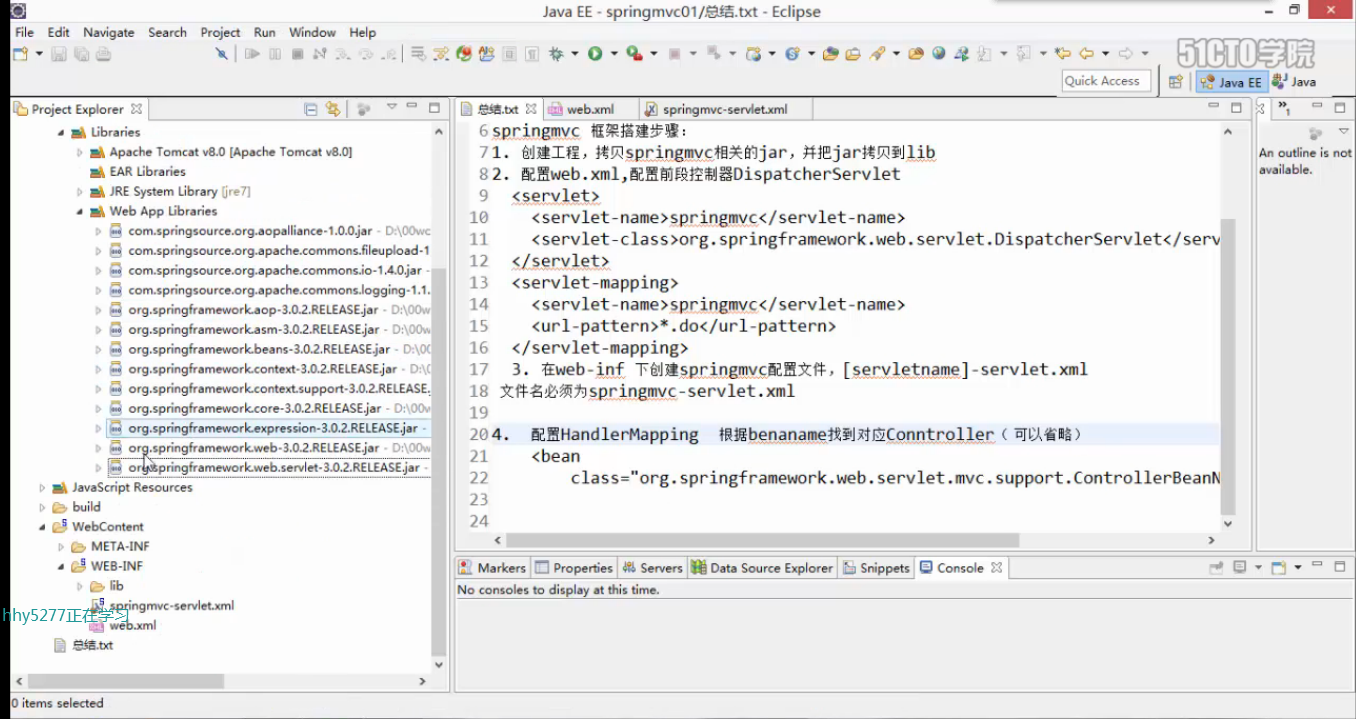 Java EE - springmvc01/总结.txt - Eclipse
File Edit Navigate Search Project Run Window Help
51CTO学院
Quick Access
Java EE
Java
Project Explorer
Libraries
Apache Tomcat v8.0 [Apache Tomcat v8.0]
EAR Libraries
JRE System Library [jre7]
Web App Libraries
com.springsource.org.aopalliance-1.0.0.jar - D:\00wc
com.springsource.org.apache.commons.fileupload-1
com.springsource.org.apache.commons.io-1.4.0.jar -
com.springsource.org.apache.commons.logging-1.1.
org.springframework.aop-3.0.2.RELEASE.jar - D:\00w
org.springframework.asm-3.0.2.RELEASE.jar - D:\00w
org.springframework.beans-3.0.2.RELEASE.jar - D:\0(
org.springframework.context-3.0.2.RELEASE.jar - D:\(
org.springframework.context.support-3.0.2.RELEASE.
org.springframework.core-3.0.2.RELEASE.jar - D:\00w
org.springframework.expression-3.0.2.RELEASE.jar -
org.springframework.web-3.0.2.RELEASE.jar - D:\00w
org.springframework.web.servlet-3.0.2.RELEASE.jar -
JavaScript Resources
build
WebContent
META-INF
WEB-INF
lib
springmvc-servlet.xml
hhy5277正在学习
web.xml
总结.txt
总结.txt
web.xml
springmvc-servlet.xml
6 springmvc 框架搭建步骤：
7 1. 创建工程，拷贝springmvc相关的jar，并把jar拷贝到lib
8 2. 配置web.xml,配置前段控制器DispatcherServlet
9 <servlet>
10 <servlet-name>springmvc</servlet-name>
11 <servlet-class>org.springframework.web.servlet.DispatcherServlet</serv
12 </servlet>
13 <servlet-mapping>
14 <servlet-name>springmvc</servlet-name>
15 <url-pattern>*.do</url-pattern>
16 </servlet-mapping>
17 3. 在web-inf 下创建springmvc配置文件，[servletname]-servlet.xml
18 文件名必须为springmvc-servlet.xml
19
20 4. 配置HandlerMapping 根据benaname找到对应Conntroller（ 可以省略）
21 <bean
22 class="org.springframework.web.servlet.mvc.support.ControllerBeanN
23
24
An outline is not
available.
Markers
Properties
Servers
Data Source Explorer
Snippets
Console
No consoles to display at this time.
0 items selected